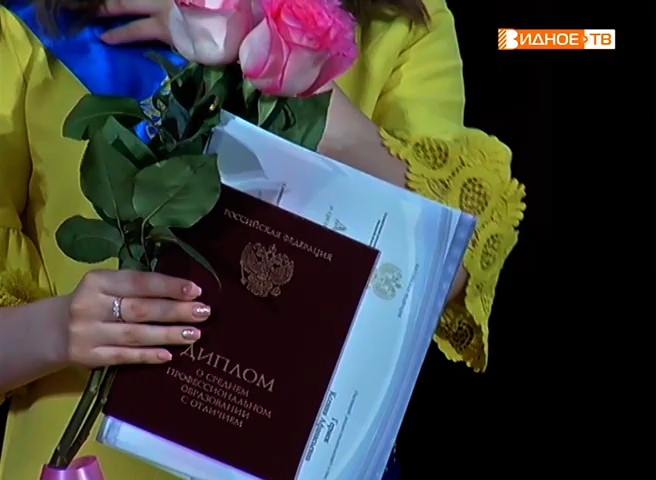 ВИДНОЕ ТВ
РОССИЙСКАЯ ФЕДЕРАЦИЯ
ДИПЛОМ
О СРЕДНЕМ
ПРОФЕССИОНАЛЬНОМ
ОБРАЗОВАНИИ
С ОТЛИЧИЕМ